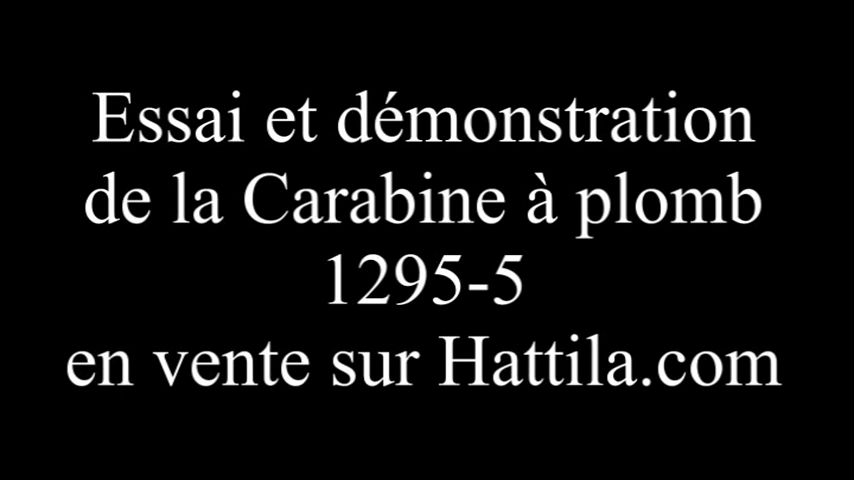 Essai et démonstration
de la Carabine à plomb
1295-5
en vente sur Hattila.com